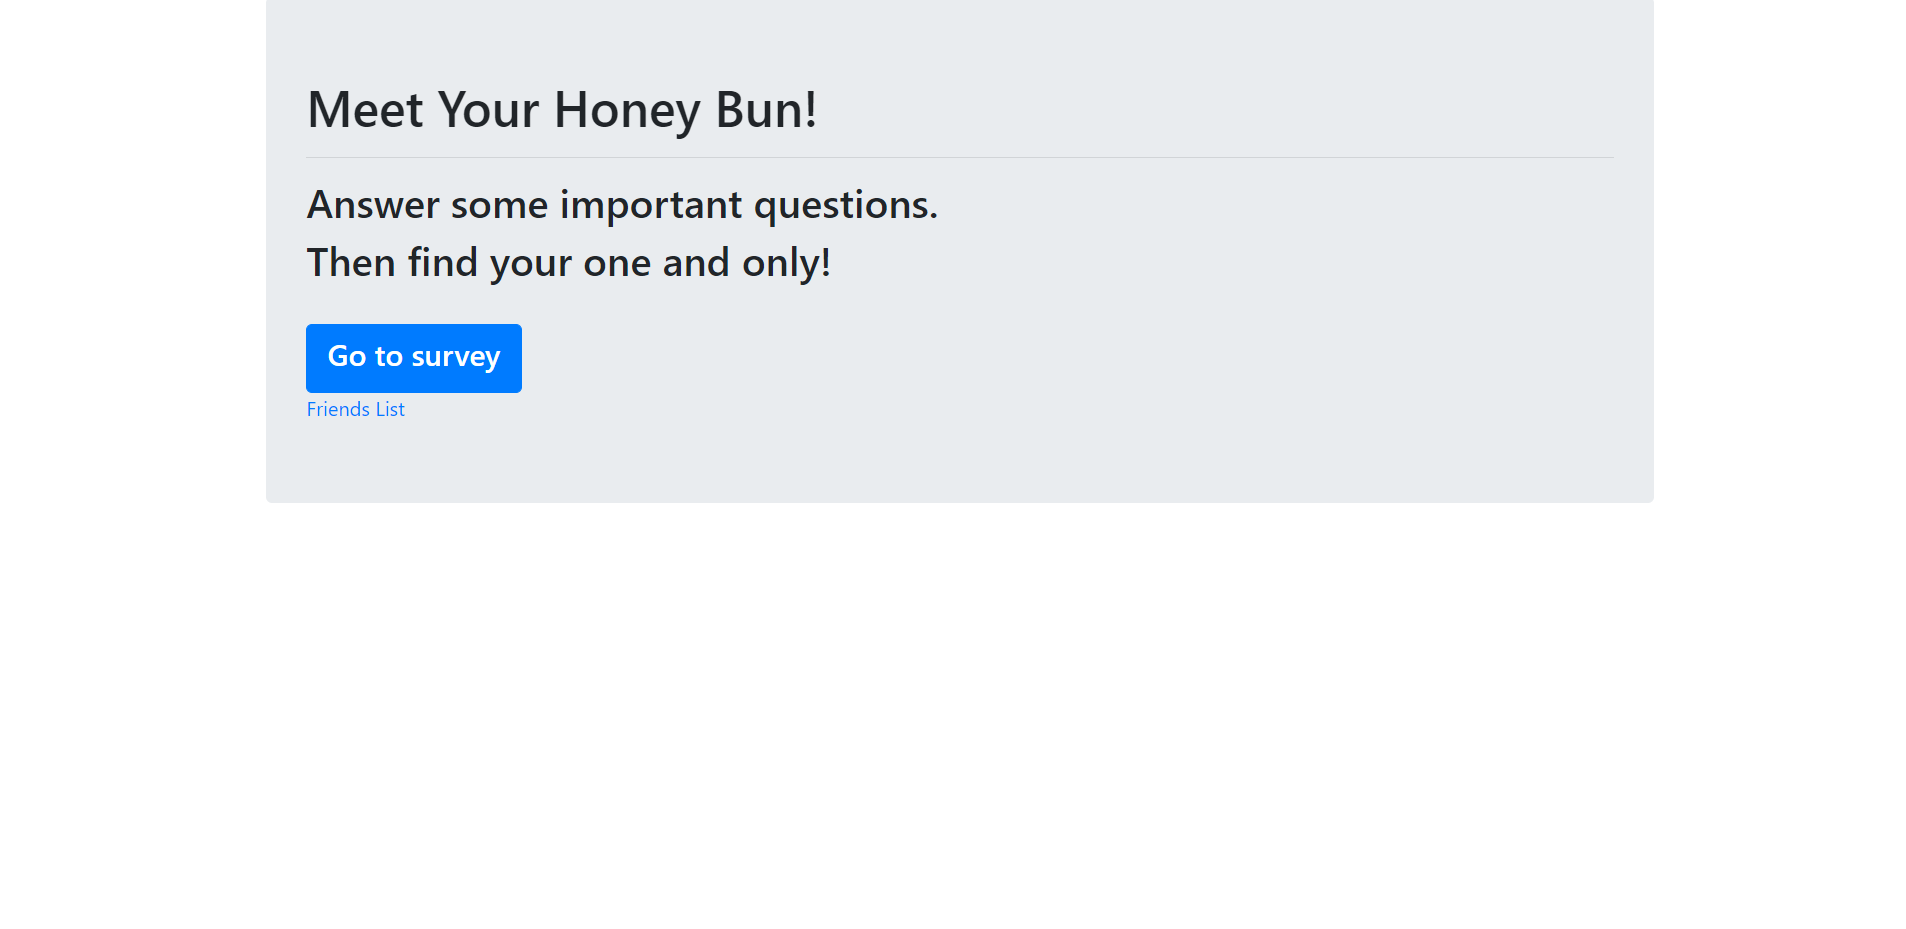 Meet Your Honey Bun!
Answer some important questions.
Then find your one and only!
Go to survey
Friends List